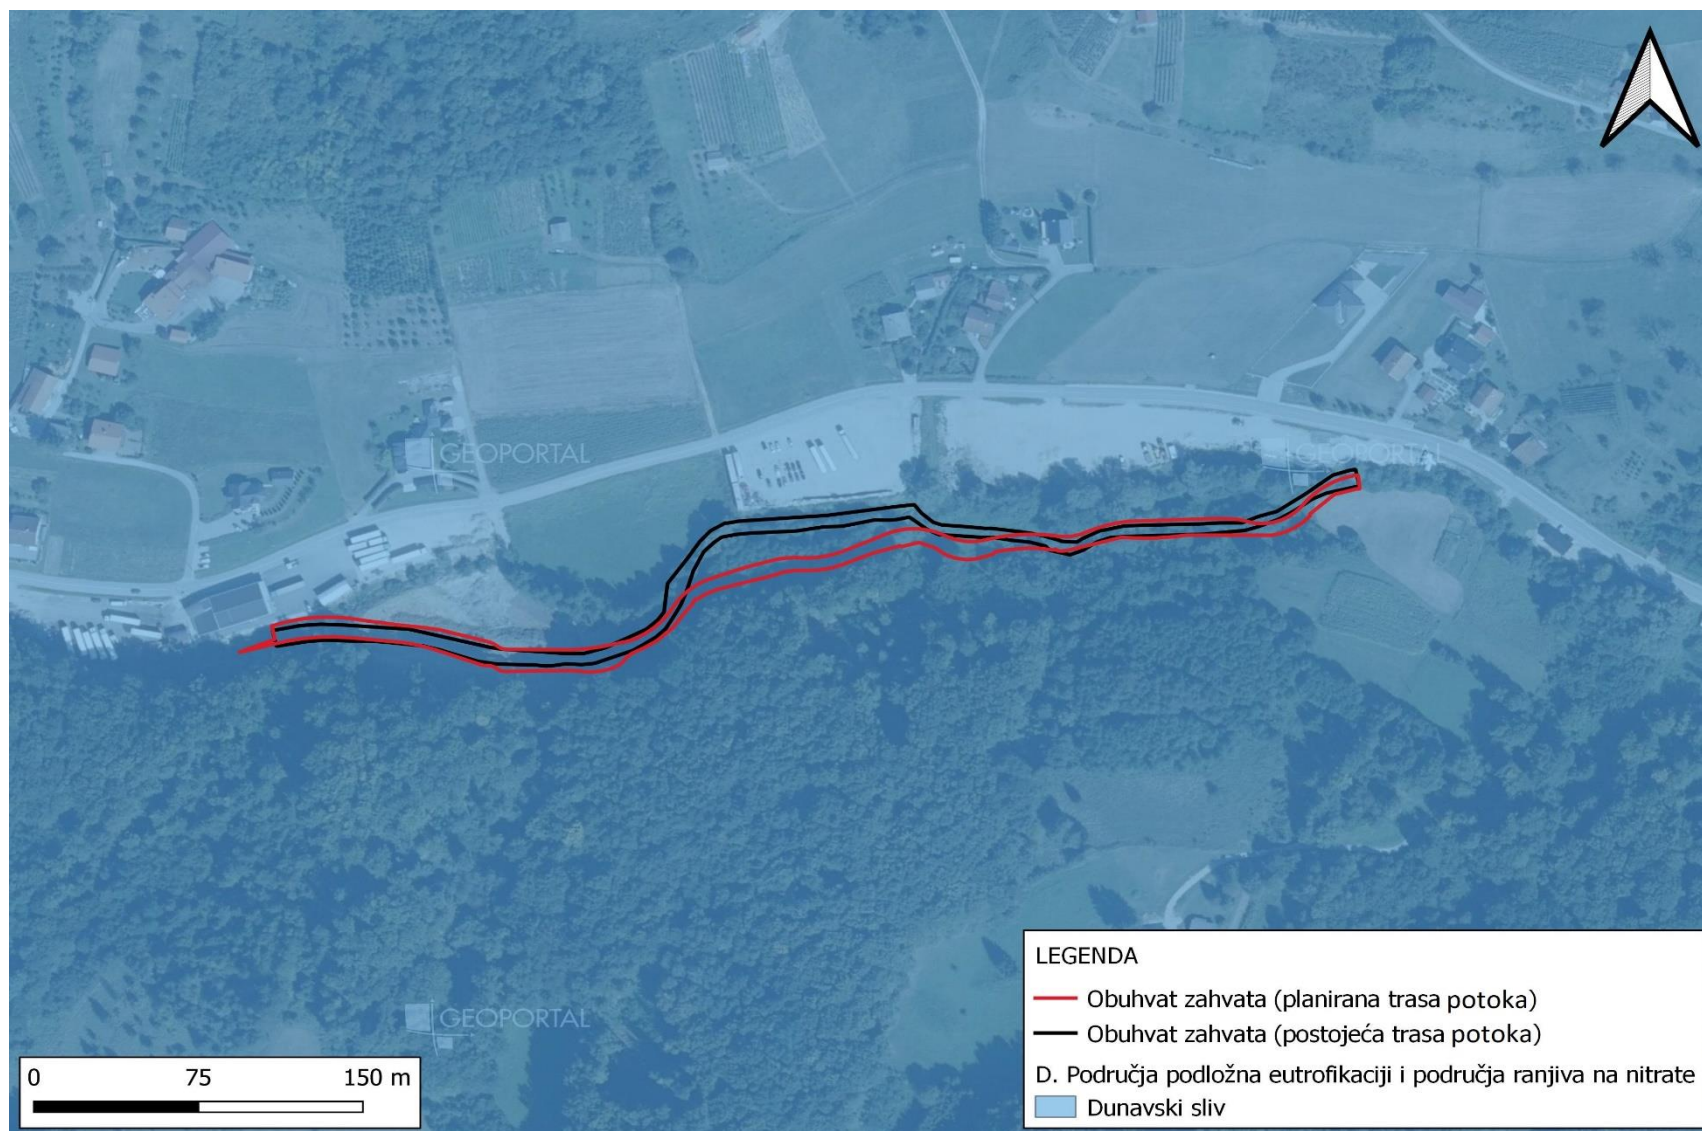 GEOPORTAL
GEOPORTAL
GEOPORTAL
LEGENDA
Obuhvat zahvata (planirana trasa potoka)
Obuhvat zahvata (postojeća trasa potoka)
D. Područja podložna eutrofikaciji i područja ranjiva na nitrate
Dunavski sliv
0 75 150 m